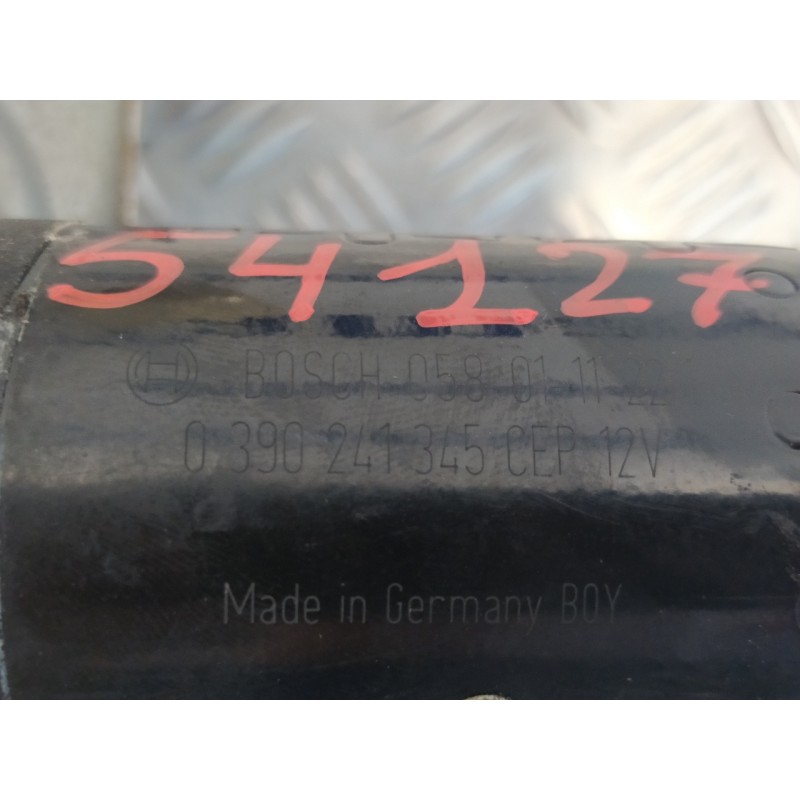 54127
BOSCH 058 01 11 22
0 390 241 345 CEP 12V
Made in Germany BOY